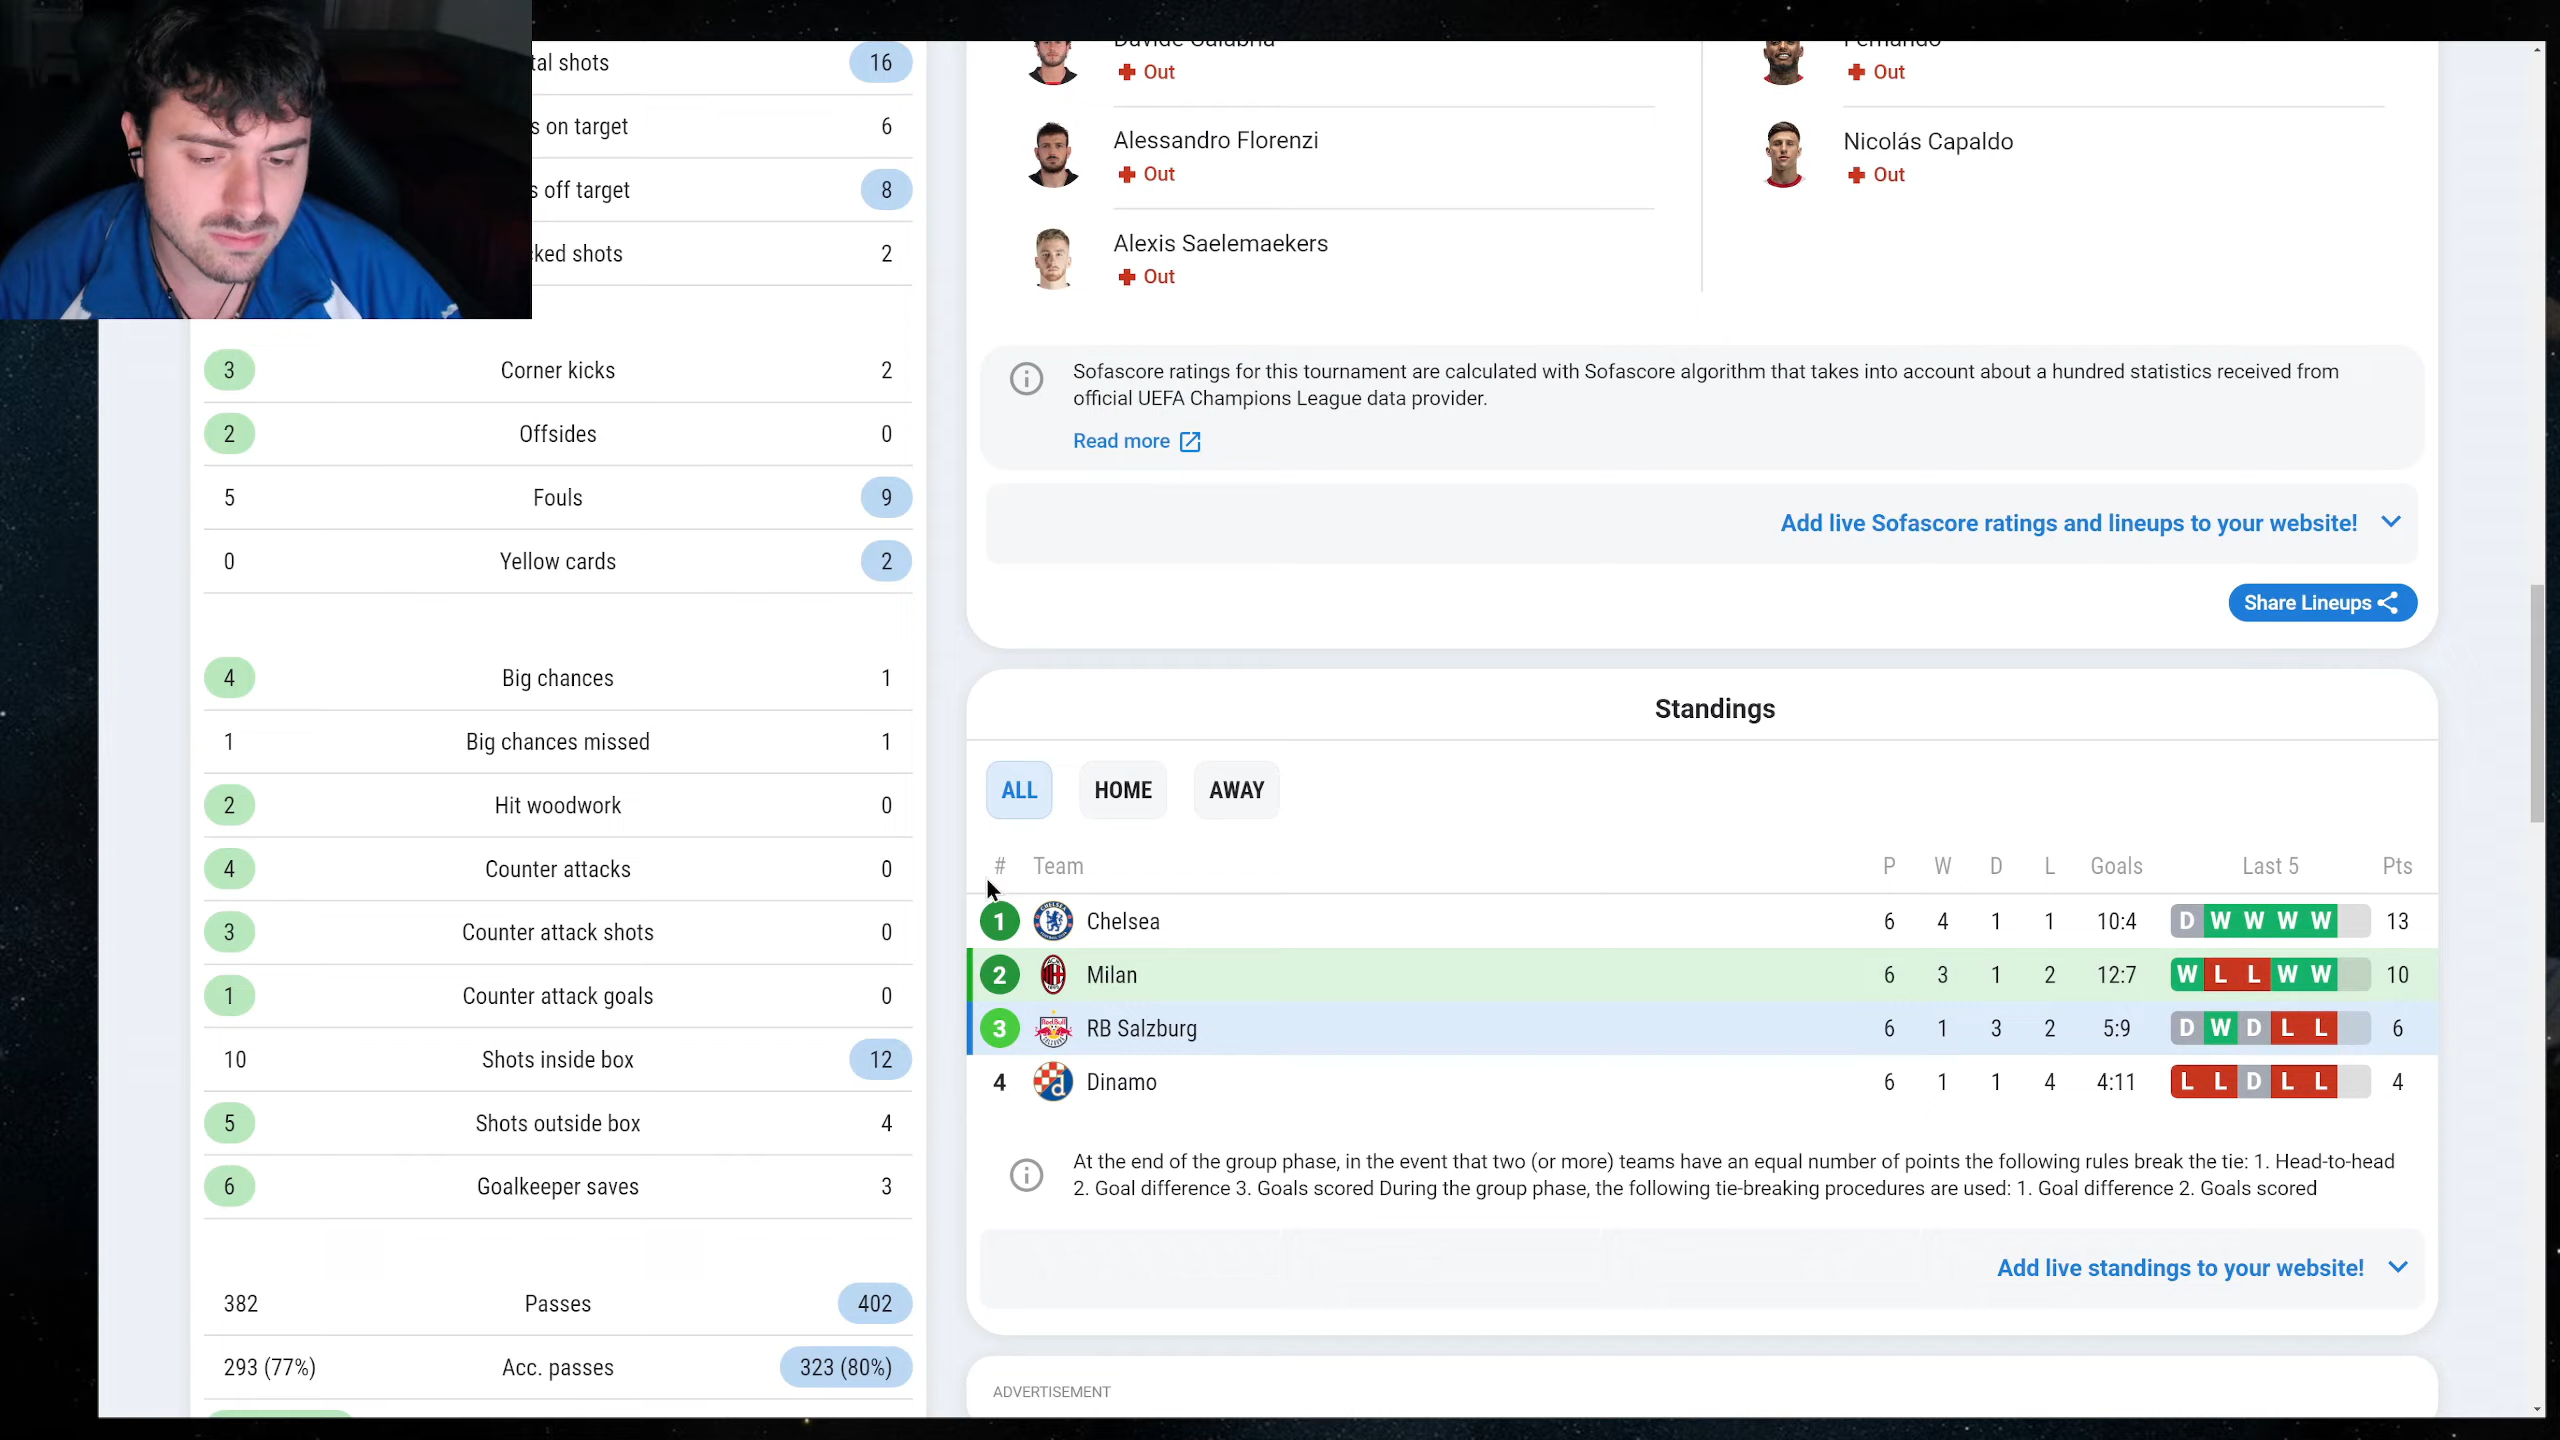 tal shots 16
s on target 6
s off target 8
cked shots 2
3 Corner kicks 2
2 Offsides 0
5 Fouls 9
0 Yellow cards 2
4 Big chances 1
1 Big chances missed 1
2 Hit woodwork 0
4 Counter attacks 0
3 Counter attack shots 0
1 Counter attack goals 0
10 Shots inside box 12
5 Shots outside box 4
6 Goalkeeper saves 3
382 Passes 402
293 (77%) Acc. passes 323 (80%)
Davide Calabria
Out
Alessandro Florenzi
Out
Alexis Saelemaekers
Out
Fernando
Out
Nicolás Capaldo
Out
Sofascore ratings for this tournament are calculated with Sofascore algorithm that takes into account about a hundred statistics received from
official UEFA Champions League data provider.
Read more
Add live Sofascore ratings and lineups to your website!
Share Lineups
Standings
ALL HOME AWAY
# Team P W D L Goals Last 5 Pts
1 Chelsea 6 4 1 1 10:4 D W W W W 13
2 Milan 6 3 1 2 12:7 W L L W W 10
3 RB Salzburg 6 1 3 2 5:9 D W D L L 6
4 Dinamo 6 1 1 4 4:11 L L D L L 4
At the end of the group phase, in the event that two (or more) teams have an equal number of points the following rules break the tie: 1. Head-to-head
2. Goal difference 3. Goals scored During the group phase, the following tie-breaking procedures are used: 1. Goal difference 2. Goals scored
Add live standings to your website!
ADVERTISEMENT